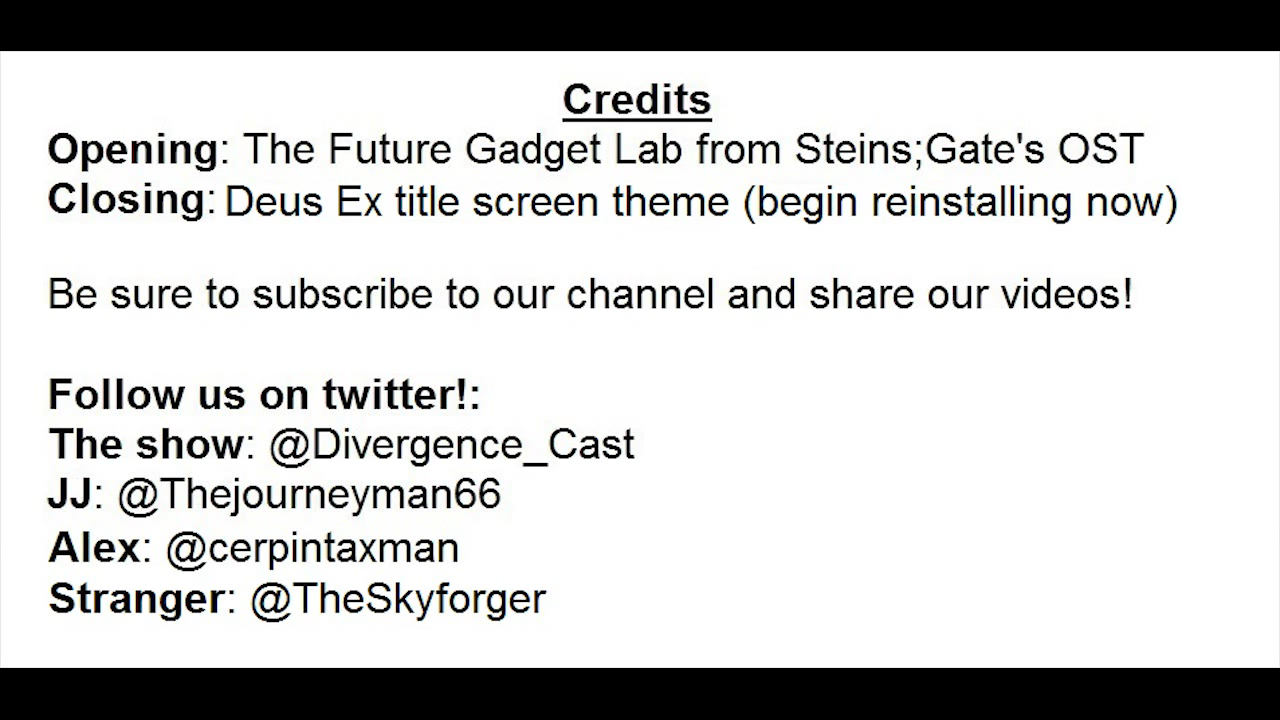 Credits
Opening: The Future Gadget Lab from Steins;Gate's OST
Closing: Deus Ex title screen theme (begin reinstalling now)
Be sure to subscribe to our channel and share our videos!
Follow us on twitter!:
The show: @Divergence_Cast
JJ: @Thejourneyman66
Alex: @cerpintaxman
Stranger: @TheSkyforger